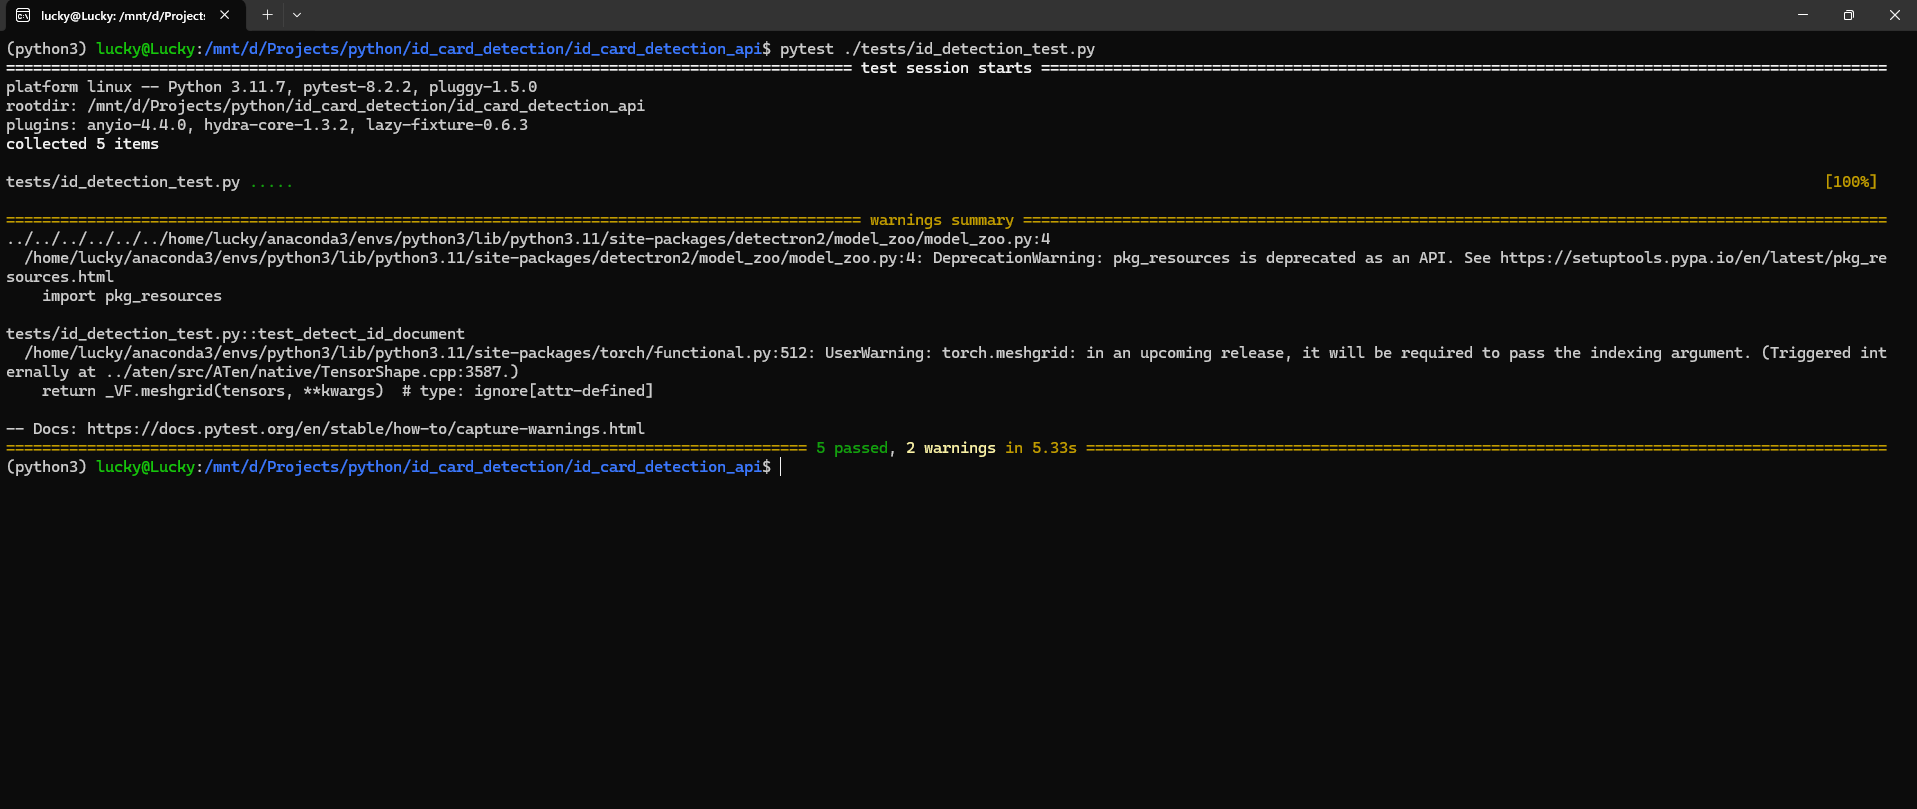 lucky@Lucky: /mnt/d/Project:
(python3) lucky@Lucky:/mnt/d/Projects/python/id_card_detection/id_card_detection_api$ pytest ./tests/id_detection_test.py
============================================================================================== test session starts ==============================================================================================
platform linux -- Python 3.11.7, pytest-8.2.2, pluggy-1.5.0
rootdir: /mnt/d/Projects/python/id_card_detection/id_card_detection_api
plugins: anyio-4.4.0, hydra-core-1.3.2, lazy-fixture-0.6.3
collected 5 items
tests/id_detection_test.py ..... [100%]
=============================================================================================== warnings summary ================================================================================================
../../../../../../home/lucky/anaconda3/envs/python3/lib/python3.11/site-packages/detectron2/model_zoo/model_zoo.py:4
/home/lucky/anaconda3/envs/python3/lib/python3.11/site-packages/detectron2/model_zoo/model_zoo.py:4: DeprecationWarning: pkg_resources is deprecated as an API. See https://setuptools.pypa.io/en/latest/pkg_re
sources.html
import pkg_resources
tests/id_detection_test.py::test_detect_id_document
/home/lucky/anaconda3/envs/python3/lib/python3.11/site-packages/torch/functional.py:512: UserWarning: torch.meshgrid: in an upcoming release, it will be required to pass the indexing argument. (Triggered int
ernally at ../aten/src/ATen/native/TensorShape.cpp:3587.)
return _VF.meshgrid(tensors, **kwargs)  # type: ignore[attr-defined]
-- Docs: https://docs.pytest.org/en/stable/how-to/capture-warnings.html
========================================================================================= 5 passed, 2 warnings in 5.33s =========================================================================================
(python3) lucky@Lucky:/mnt/d/Projects/python/id_card_detection/id_card_detection_api$